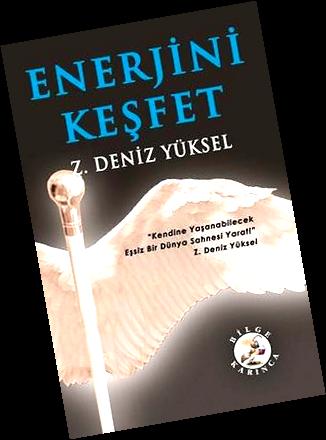 ENERJİNİ
KEŞFET
Z. DENİZ YÜKSEL
"Kendine Yaşanabilecek
Eşsiz Bir Dünya Sahnesi Yarat!"
Z. Deniz Yüksel
BİLGE
KARINCA